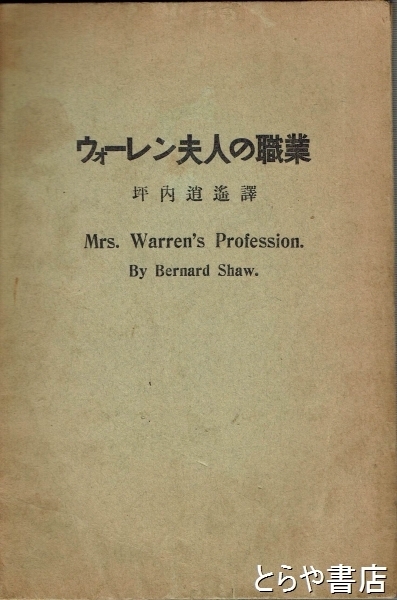 ウォーレン夫人の職業
坪內逍遙譯
Mrs. Warren's Profession.
By Bernard Shaw.
とらや書店